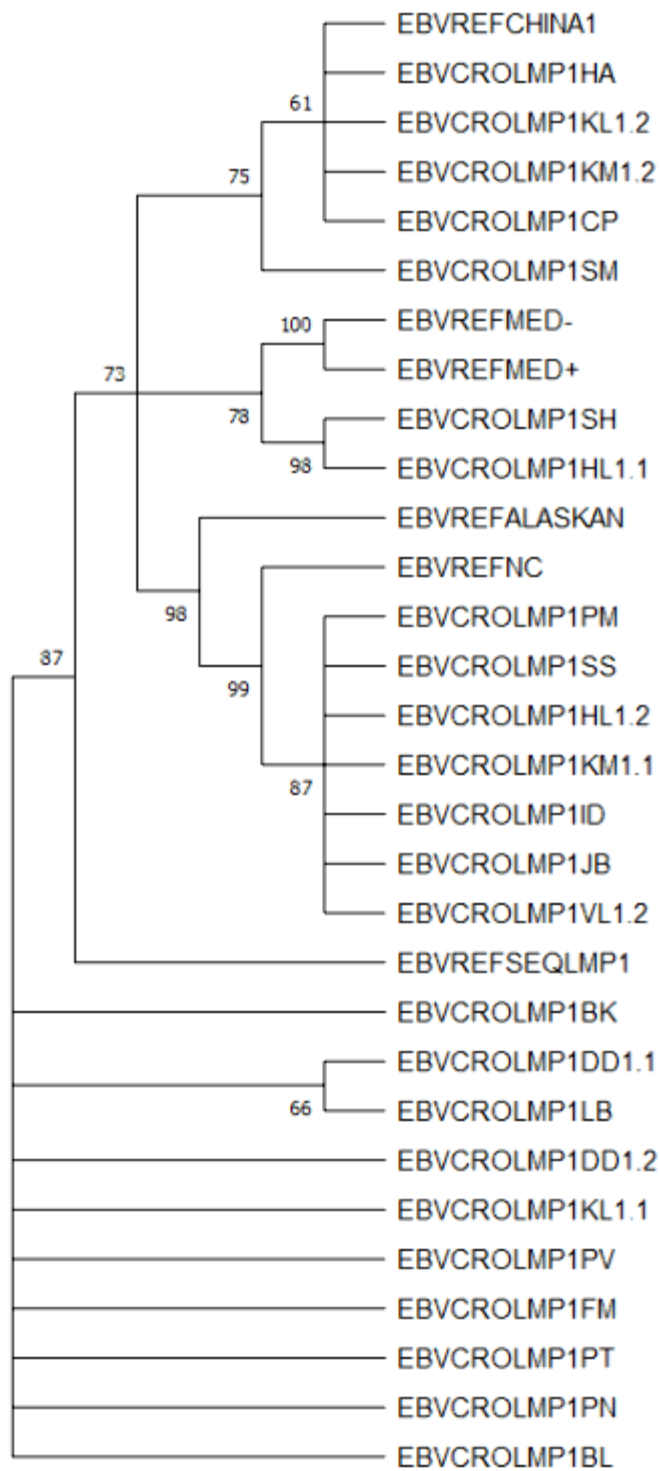 EBVREFCHINA1
EBVCROLMP1HA
61
EBVCROLMP1KL1.2
EBVCROLMP1KM1.2
75
EBVCROLMP1CP
EBVCROLMP1SM
100
EBVREFMED-
EBVREFMED+
73
78
EBVCROLMP1SH
98
EBVCROLMP1HL1.1
EBVREFALASKAN
EBVREFNC
98
EBVCROLMP1PM
87
EBVCROLMP1SS
99
EBVCROLMP1HL1.2
EBVCROLMP1KM1.1
87
EBVCROLMP1ID
EBVCROLMP1JB
EBVCROLMP1VL1.2
EBVREFSEQLMP1
EBVCROLMP1BK
EBVCROLMP1DD1.1
66
EBVCROLMP1LB
EBVCROLMP1DD1.2
EBVCROLMP1KL1.1
EBVCROLMP1PV
EBVCROLMP1FM
EBVCROLMP1PT
EBVCROLMP1PN
EBVCROLMP1BL